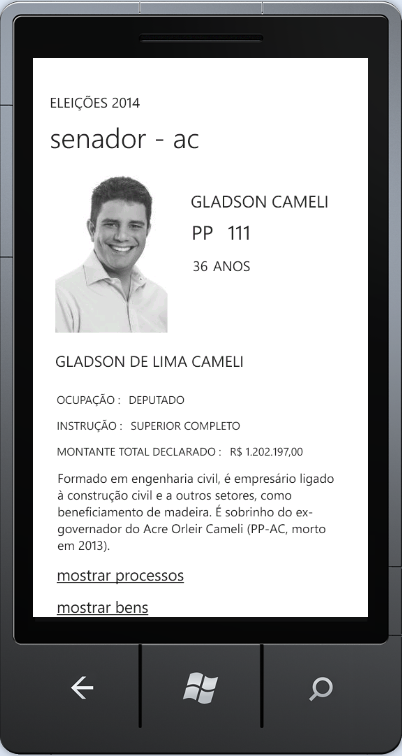 ELEIÇÕES 2014
senador - ac
GLADSON CAMELI
PP 111
36 ANOS
GLADSON DE LIMA CAMELI
OCUPAÇÃO : DEPUTADO
INSTRUÇÃO : SUPERIOR COMPLETO
MONTANTE TOTAL DECLARADO : R$ 1.202.197,00
Formado em engenharia civil, é empresário ligado
à construção civil e a outros setores, como
beneficiamento de madeira. É sobrinho do ex-
governador do Acre Orleir Cameli (PP-AC, morto
em 2013).
mostrar processos
mostrar bens